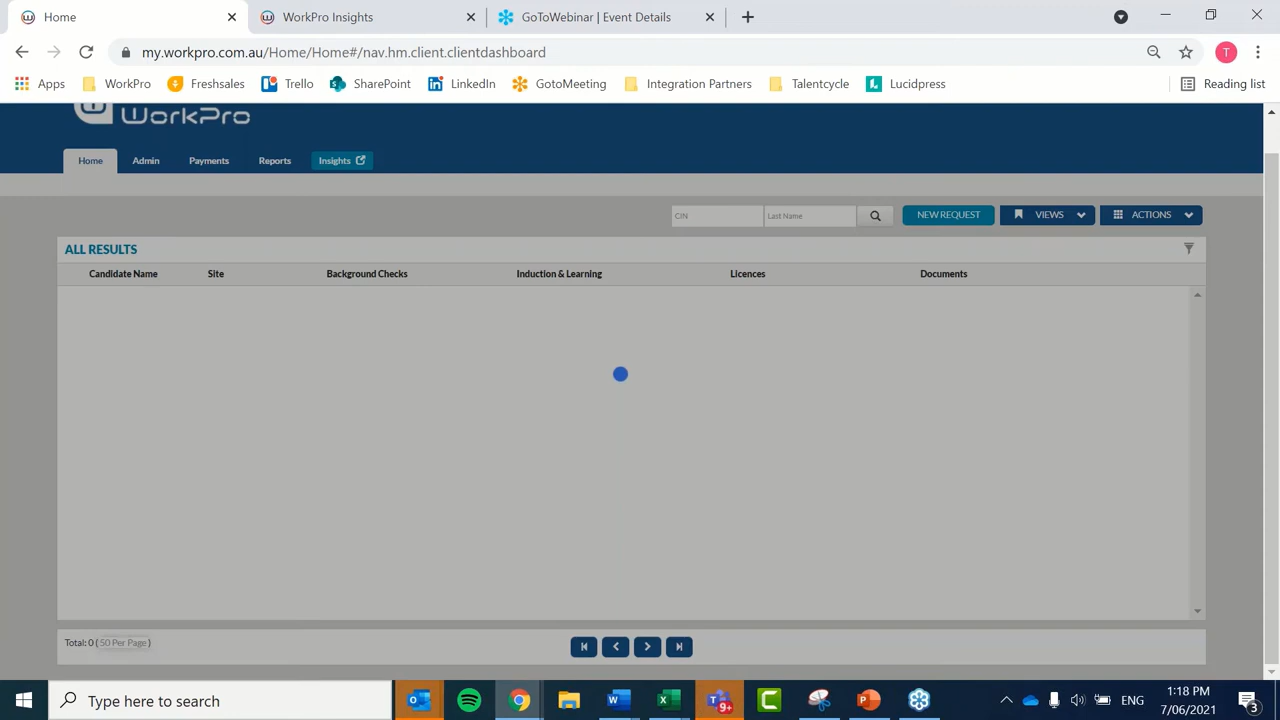 Home
WorkPro Insights
GoToWebinar | Event Details
my.workpro.com.au/Home/Home#/nav.hm.client.clientdashboard
T
Apps
WorkPro
Freshsales
Trello
SharePoint
LinkedIn
GotoMeeting
Integration Partners
Talentcycle
Lucidpress
Reading list
WorkPro
Home
Admin
Payments
Reports
Insights
CIN
Last Name
NEW REQUEST
VIEWS
ACTIONS
ALL RESULTS
Candidate Name
Site
Background Checks
Induction & Learning
Licences
Documents
Total: 0 ( 50 Per Page )
Type here to search
9+
ENG
1:18 PM
7/06/2021
3